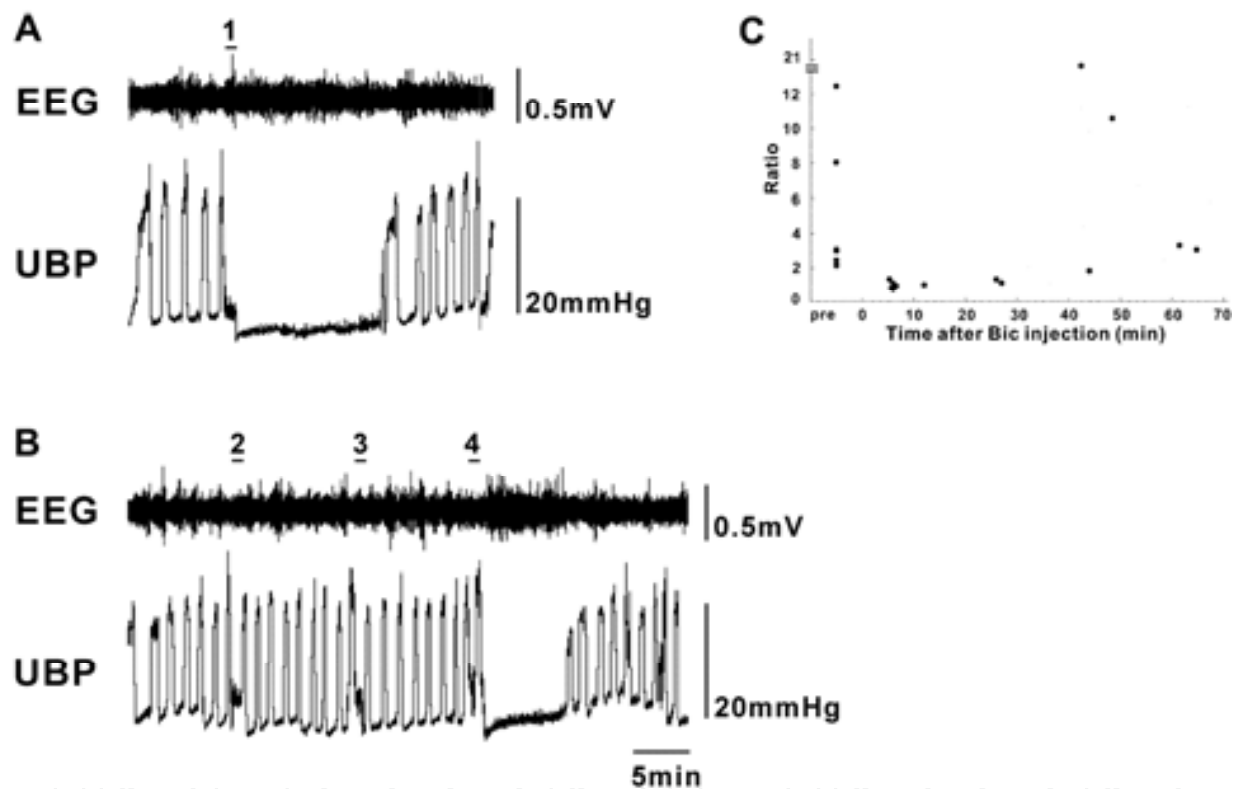 A
1
EEG
0.5mV
UBP
20mmHg
C
21
12
10
8
6
4
2
0
Ratio
pre 0 10 20 30 40 50 60 70
Time after Bic injection (min)
B
2 3 4
EEG
0.5mV
UBP
20mmHg
5min